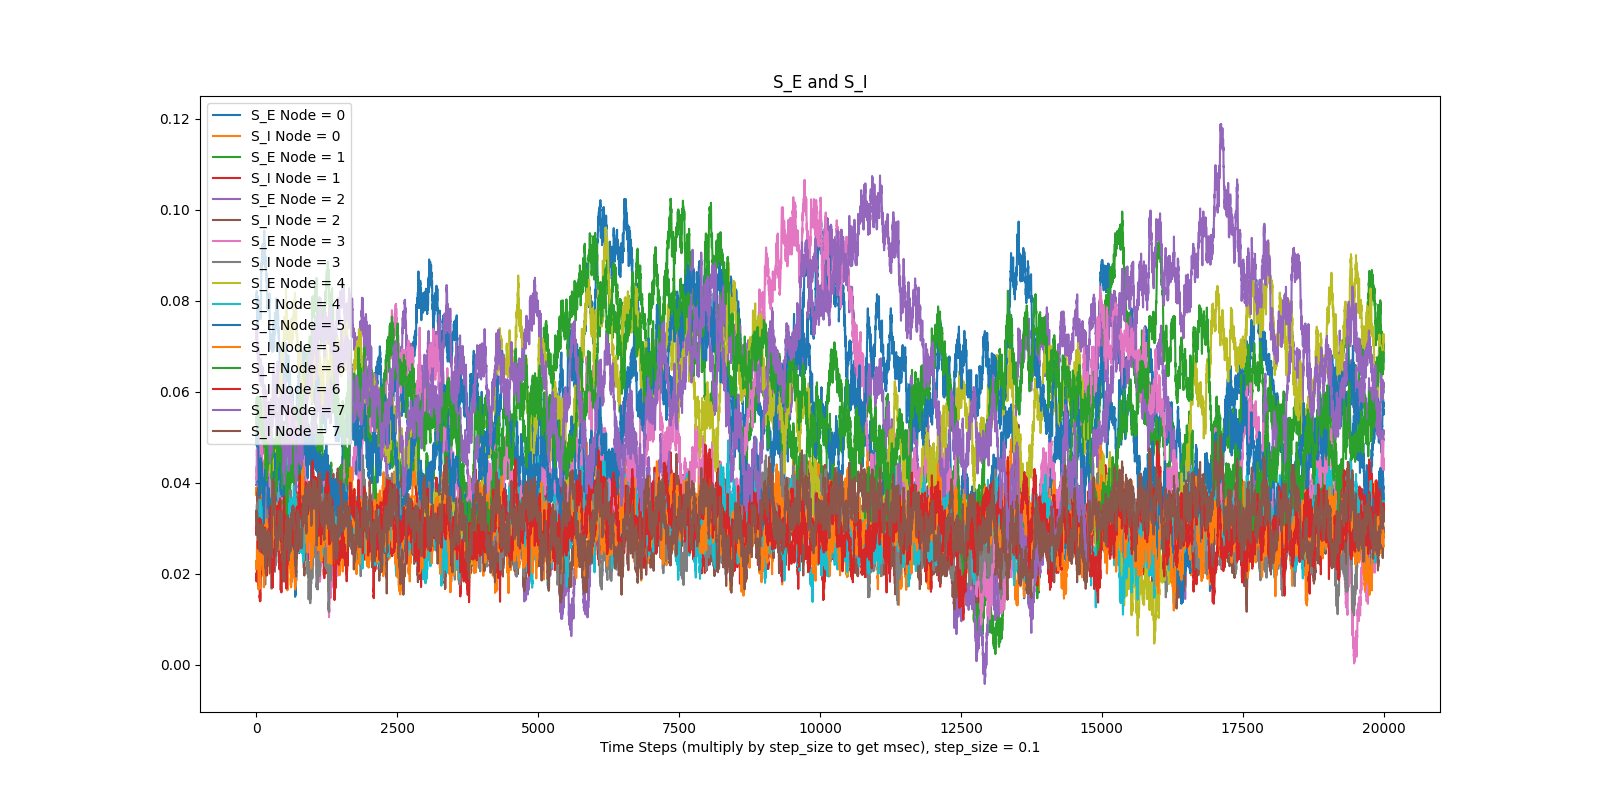 S_E and S_I
0.12
0.10
0.08
0.06
0.04
0.02
0.00
S_E Node = 0
S_I Node = 0
S_E Node = 1
S_I Node = 1
S_E Node = 2
S_I Node = 2
S_E Node = 3
S_I Node = 3
S_E Node = 4
S_I Node = 4
S_E Node = 5
S_I Node = 5
S_E Node = 6
S_I Node = 6
S_E Node = 7
S_I Node = 7
0 2500 5000 7500 10000 12500 15000 17500 20000
Time Steps (multiply by step_size to get msec), step_size = 0.1